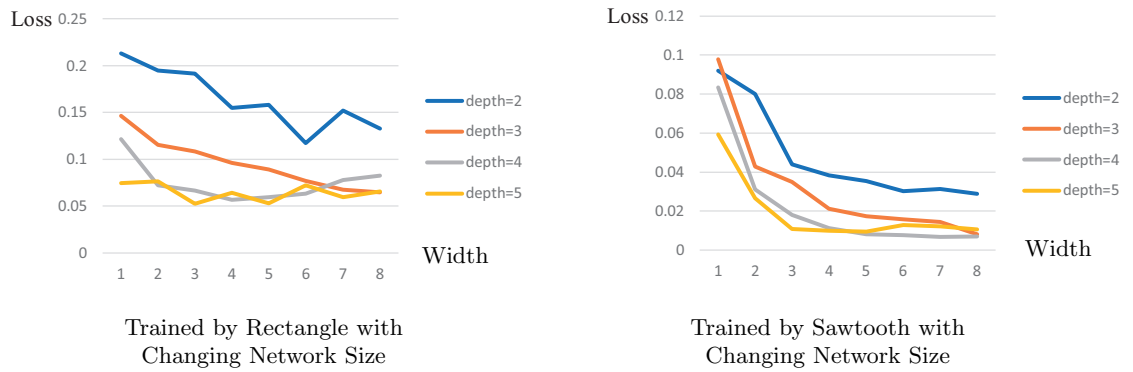 Loss
0.25
0.2
0.15
0.1
0.05
0
1 2 3 4 5 6 7 8
Width
depth=2
depth=3
depth=4
depth=5
Trained by Rectangle with
Changing Network Size
Loss
0.12
0.1
0.08
0.06
0.04
0.02
0
1 2 3 4 5 6 7 8
Width
depth=2
depth=3
depth=4
depth=5
Trained by Sawtooth with
Changing Network Size